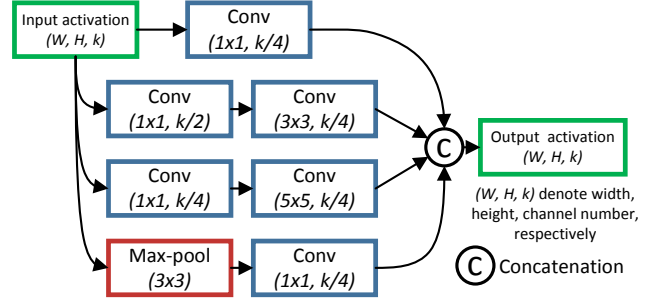 Input activation
(W, H, k)
Conv
(1x1, k/4)
Conv
(1x1, k/2)
Conv
(3x3, k/4)
Conv
(1x1, k/4)
Conv
(5x5, k/4)
Max-pool
(3x3)
Conv
(1x1, k/4)
C
Output activation
(W, H, k)
(W, H, k) denote width,
height, channel number,
respectively
C Concatenation